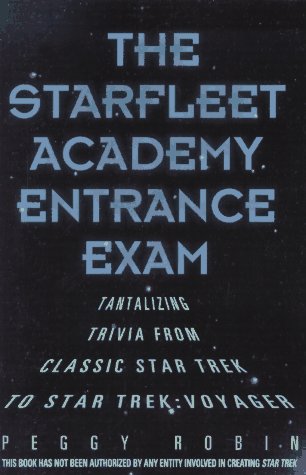 THE
STARFLEET
ACADEMY
ENTRANCE
EXAM
TANTALIZING
TRIVIA FROM
CLASSIC STAR TREK
TO STAR TREK: VOYAGER
PEGGY ROBIN
THIS BOOK HAS NOT BEEN AUTHORIZED BY ANY ENTITY INVOLVED IN CREATING STAR TREK